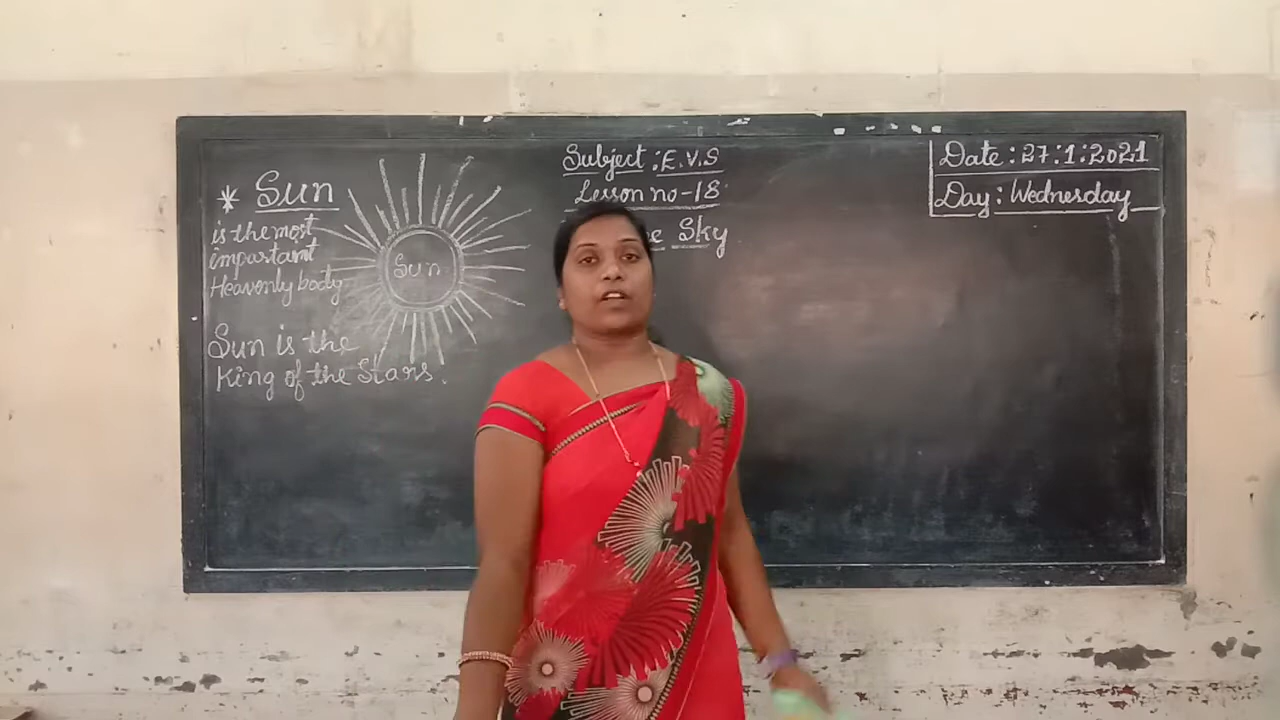 * Sun
is the most
important
Heavenly body
Sun is the
King of the Stars.
Sun
Subject : E.V.S
Lesson no-18
Sky
Date : 27:1:2021
Day : Wednesday